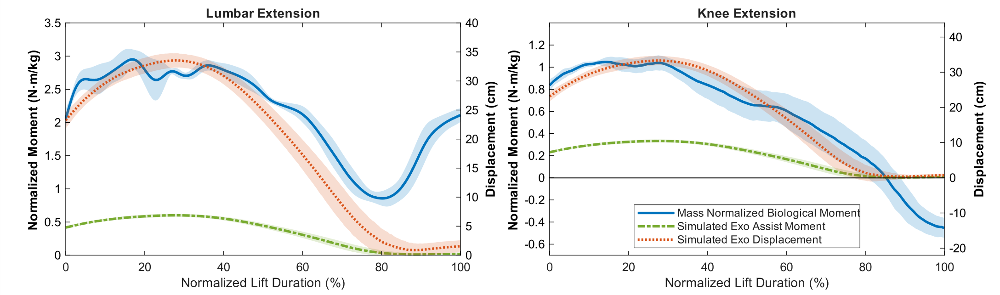 Lumbar Extension
3.5
3
2.5
2
1.5
1
0.5
0
Normalized Moment (N·m/kg)
40
35
30
25
20
15
10
5
0
Displacement (cm)
0 20 40 60 80 100
Normalized Lift Duration (%)
Knee Extension
1.2
1
0.8
0.6
0.4
0.2
0
-0.2
-0.4
-0.6
Normalized Moment (N·m/kg)
40
30
20
10
0
-10
-20
Displacement (cm)
Mass Normalized Biological Moment
Simulated Exo Assist Moment
Simulated Exo Displacement
0 20 40 60 80 100
Normalized Lift Duration (%)